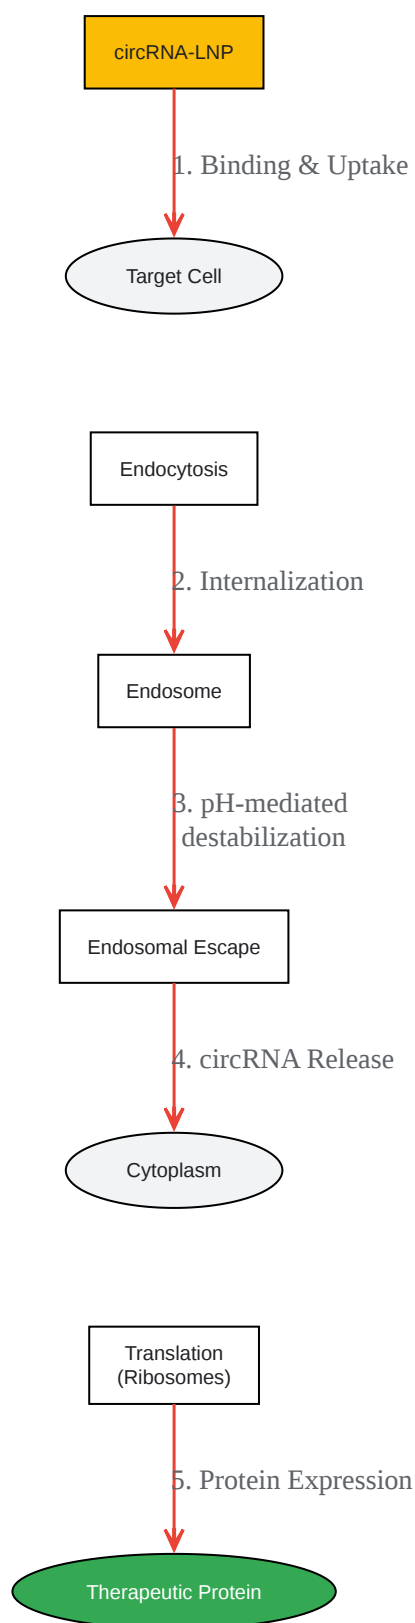 circRNA-LNP
1. Binding & Uptake
Target Cell
Endocytosis
2. Internalization
Endosome
3. pH-mediated
destabilization
Endosomal Escape
4. circRNA Release
Cytoplasm
Translation
(Ribosomes)
5. Protein Expression
Therapeutic Protein